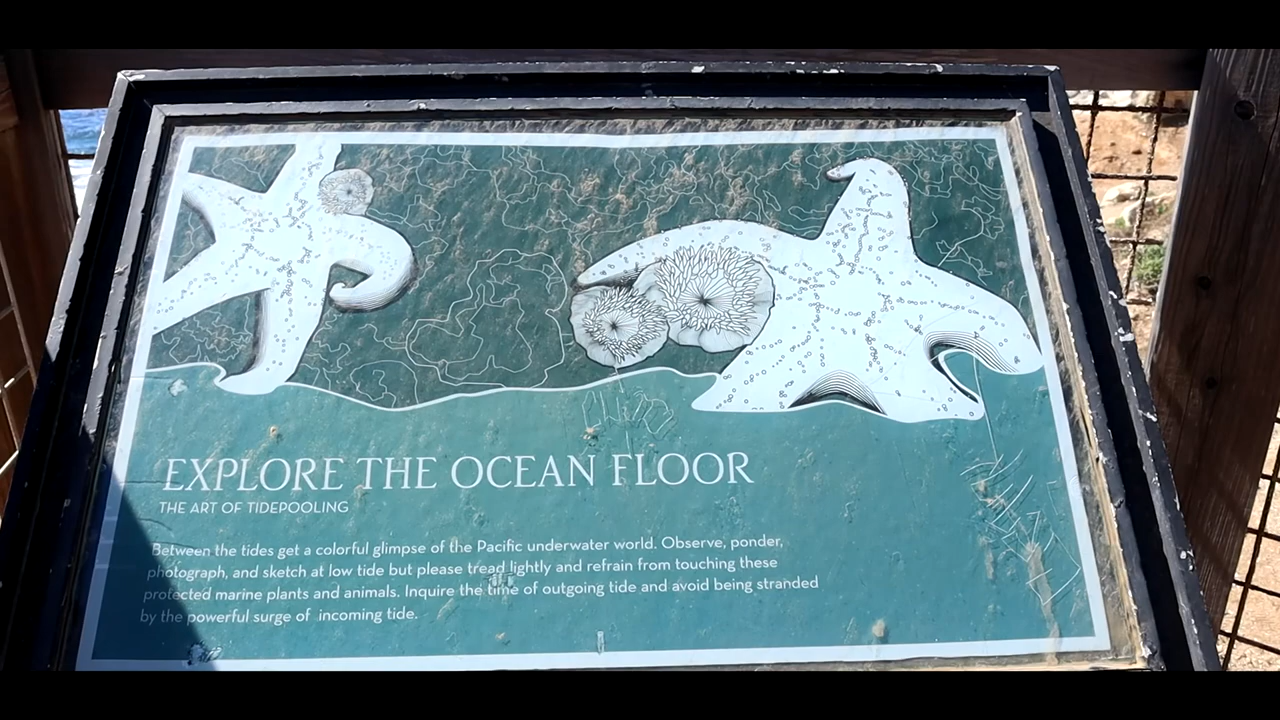 EXPLORE THE OCEAN FLOOR
THE ART OF TIDEPOOLING
Between the tides get a colorful glimpse of the Pacific underwater world. Observe, ponder,
photograph, and sketch at low tide but please tread lightly and refrain from touching these
protected marine plants and animals. Inquire the time of outgoing tide and avoid being stranded
by the powerful surge of incoming tide.